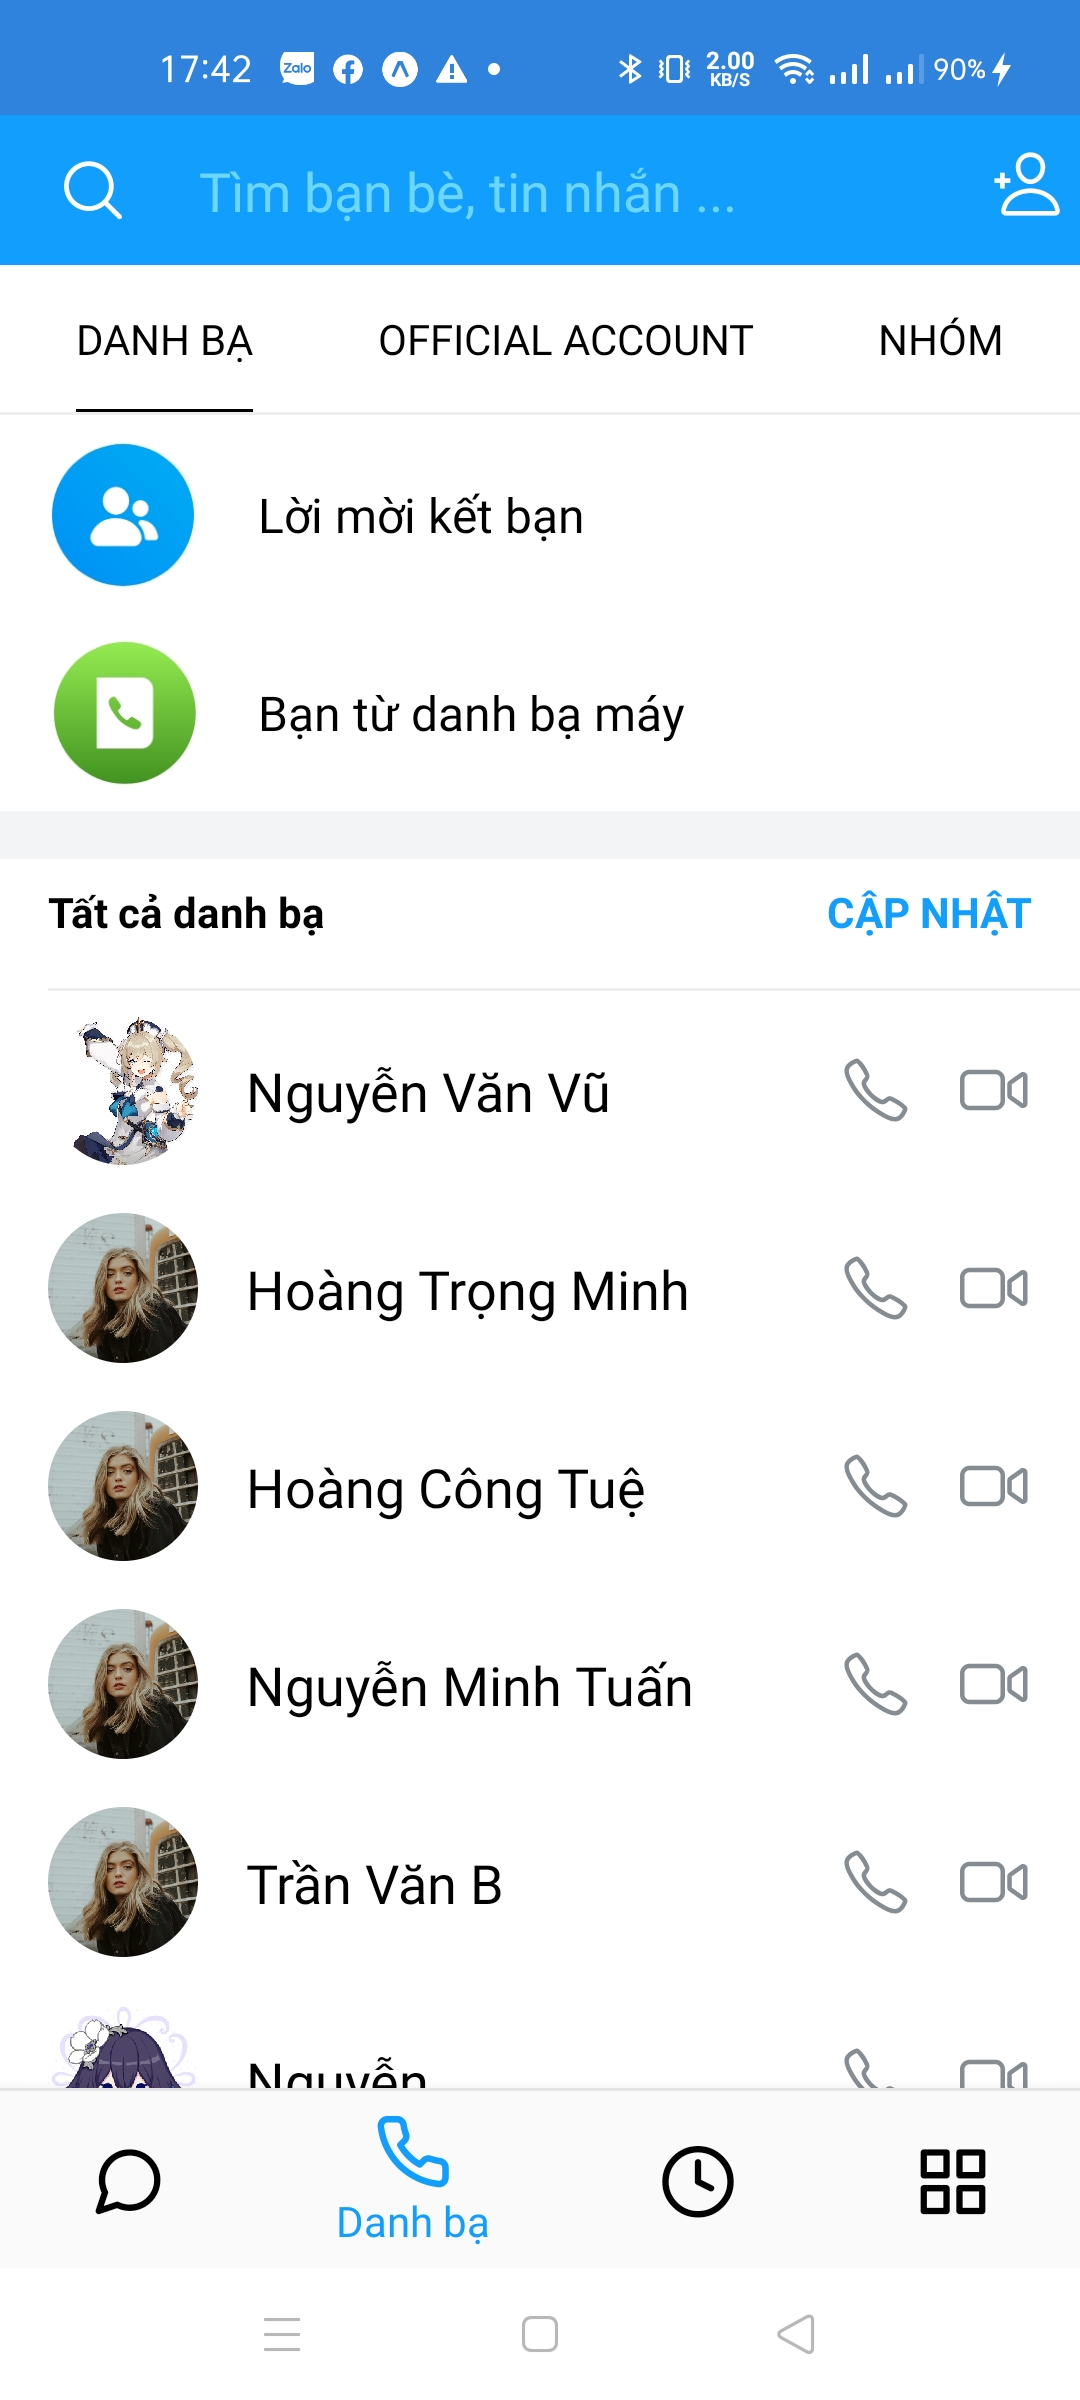 17:42 Zalo 2.00 KB/S 90%
Tìm bạn bè, tin nhắn ...
DANH BẠ OFFICIAL ACCOUNT NHÓM
Lời mời kết bạn
Bạn từ danh bạ máy
Tất cả danh bạ CẬP NHẬT
Nguyễn Văn Vũ
Hoàng Trọng Minh
Hoàng Công Tuệ
Nguyễn Minh Tuấn
Trần Văn B
Nguyễn
Danh bạ